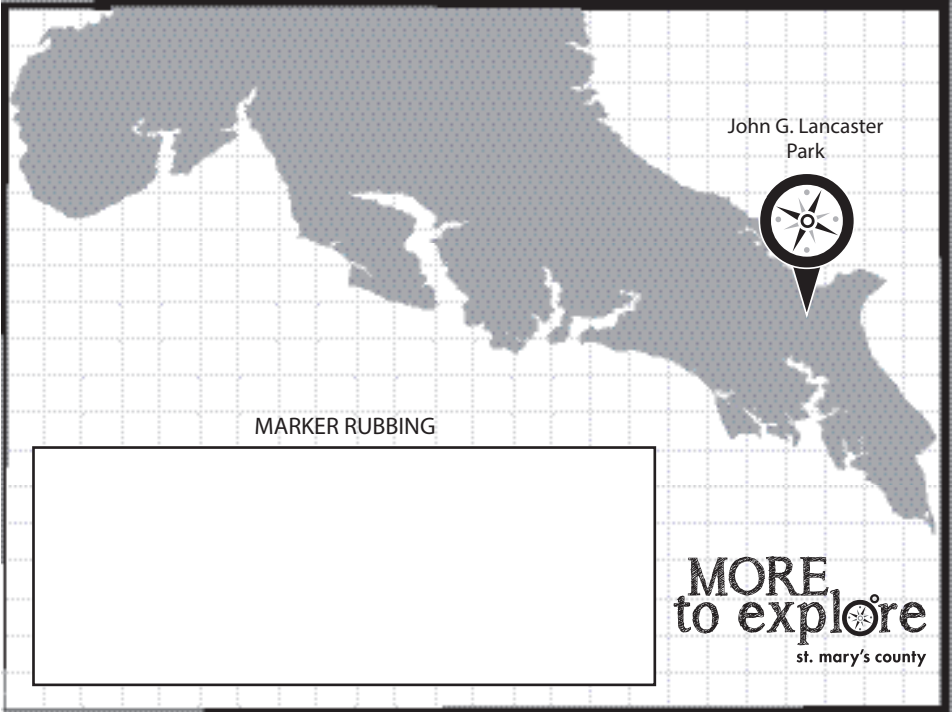 John G. Lancaster
Park
MARKER RUBBING
MORE
to explore
st. mary's county